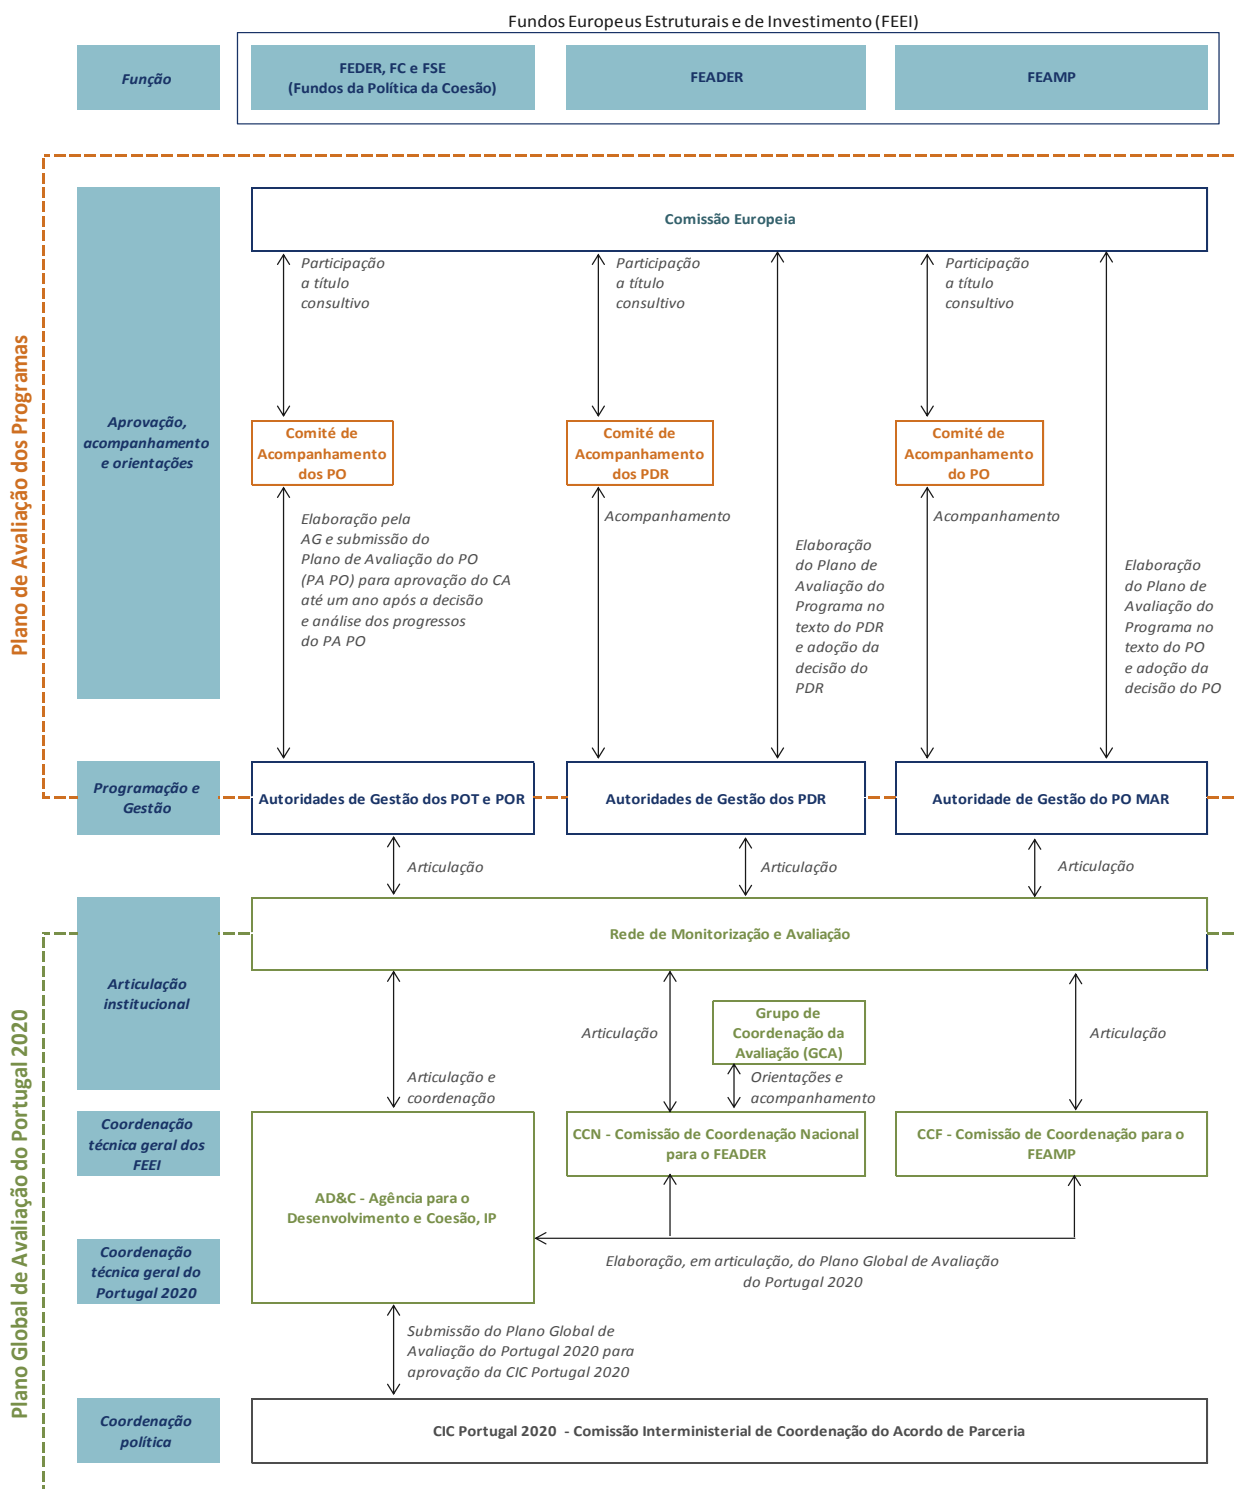 Fundos Europeus Estruturais e de Investimento (FEEI)
Função
FEDER, FC e FSE
(Fundos da Política da Coesão)
FEADER
FEAMP
Plano de Avaliação dos Programas
Aprovação,
acompanhamento
e orientações
Comissão Europeia
Participação
a título
consultivo
Participação
a título
consultivo
Participação
a título
consultivo
Comité de
Acompanhamento
dos PO
Comité de
Acompanhamento
dos PDR
Comité de
Acompanhamento
do PO
Elaboração pela
AG e submissão do
Plano de Avaliação do PO
(PA PO) para aprovação do CA
até um ano após a decisão
e análise dos progressos
do PA PO
Acompanhamento
Elaboração
do Plano de
Avaliação do
Programa no
texto do PDR
e adoção da
decisão do
PDR
Acompanhamento
Elaboração
do Plano de
Avaliação do
Programa no
texto do PO
e adoção da
decisão do PO
Programação e
Gestão
Autoridades de Gestão dos POT e POR
Autoridades de Gestão dos PDR
Autoridade de Gestão do PO MAR
Articulação
Articulação
Articulação
Plano Global de Avaliação do Portugal 2020
Articulação
institucional
Rede de Monitorização e Avaliação
Articulação e
coordenação
Articulação
Grupo de
Coordenação da
Avaliação (GCA)
Orientações e
acompanhamento
Articulação
Coordenação
técnica geral dos
FEEI
AD&C - Agência para o
Desenvolvimento e Coesão, IP
CCN - Comissão de Coordenação Nacional
para o FEADER
CCF - Comissão de Coordenação para o
FEAMP
Coordenação
técnica geral do
Portugal 2020
Elaboração, em articulação, do Plano Global de Avaliação
do Portugal 2020
Submissão do Plano Global de
Avaliação do Portugal 2020 para
aprovação da CIC Portugal 2020
Coordenação
política
CIC Portugal 2020 - Comissão Interministerial de Coordenação do Acordo de Parceria